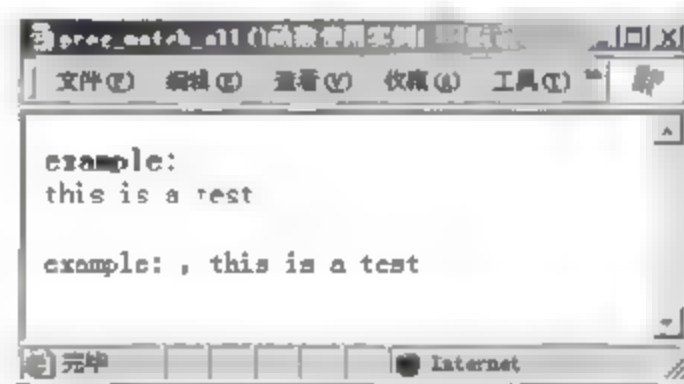 preg_match_all()函数使用实例
文件(F) 编辑(E) 查看(V) 收藏(A) 工具(T) »
example:
this is a test
example: , this is a test
完毕 Internet